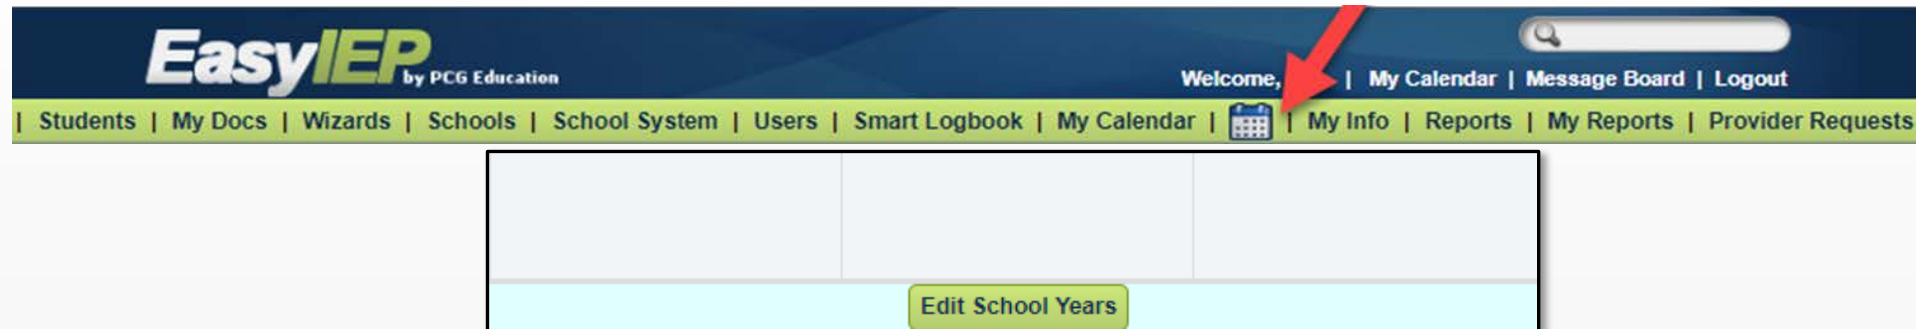 EasyIEP
by PCG Education
Welcome, | My Calendar | Message Board | Logout
| Students | My Docs | Wizards | Schools | School System | Users | Smart Logbook | My Calendar | | My Info | Reports | My Reports | Provider Requests
Edit School Years